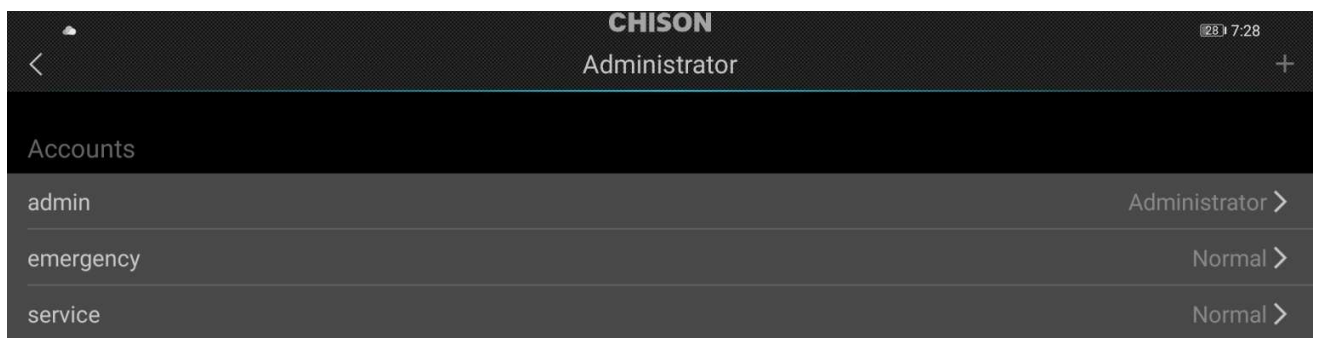 CHISON
28 7:28
Administrator
Accounts
admin Administrator
emergency Normal
service Normal